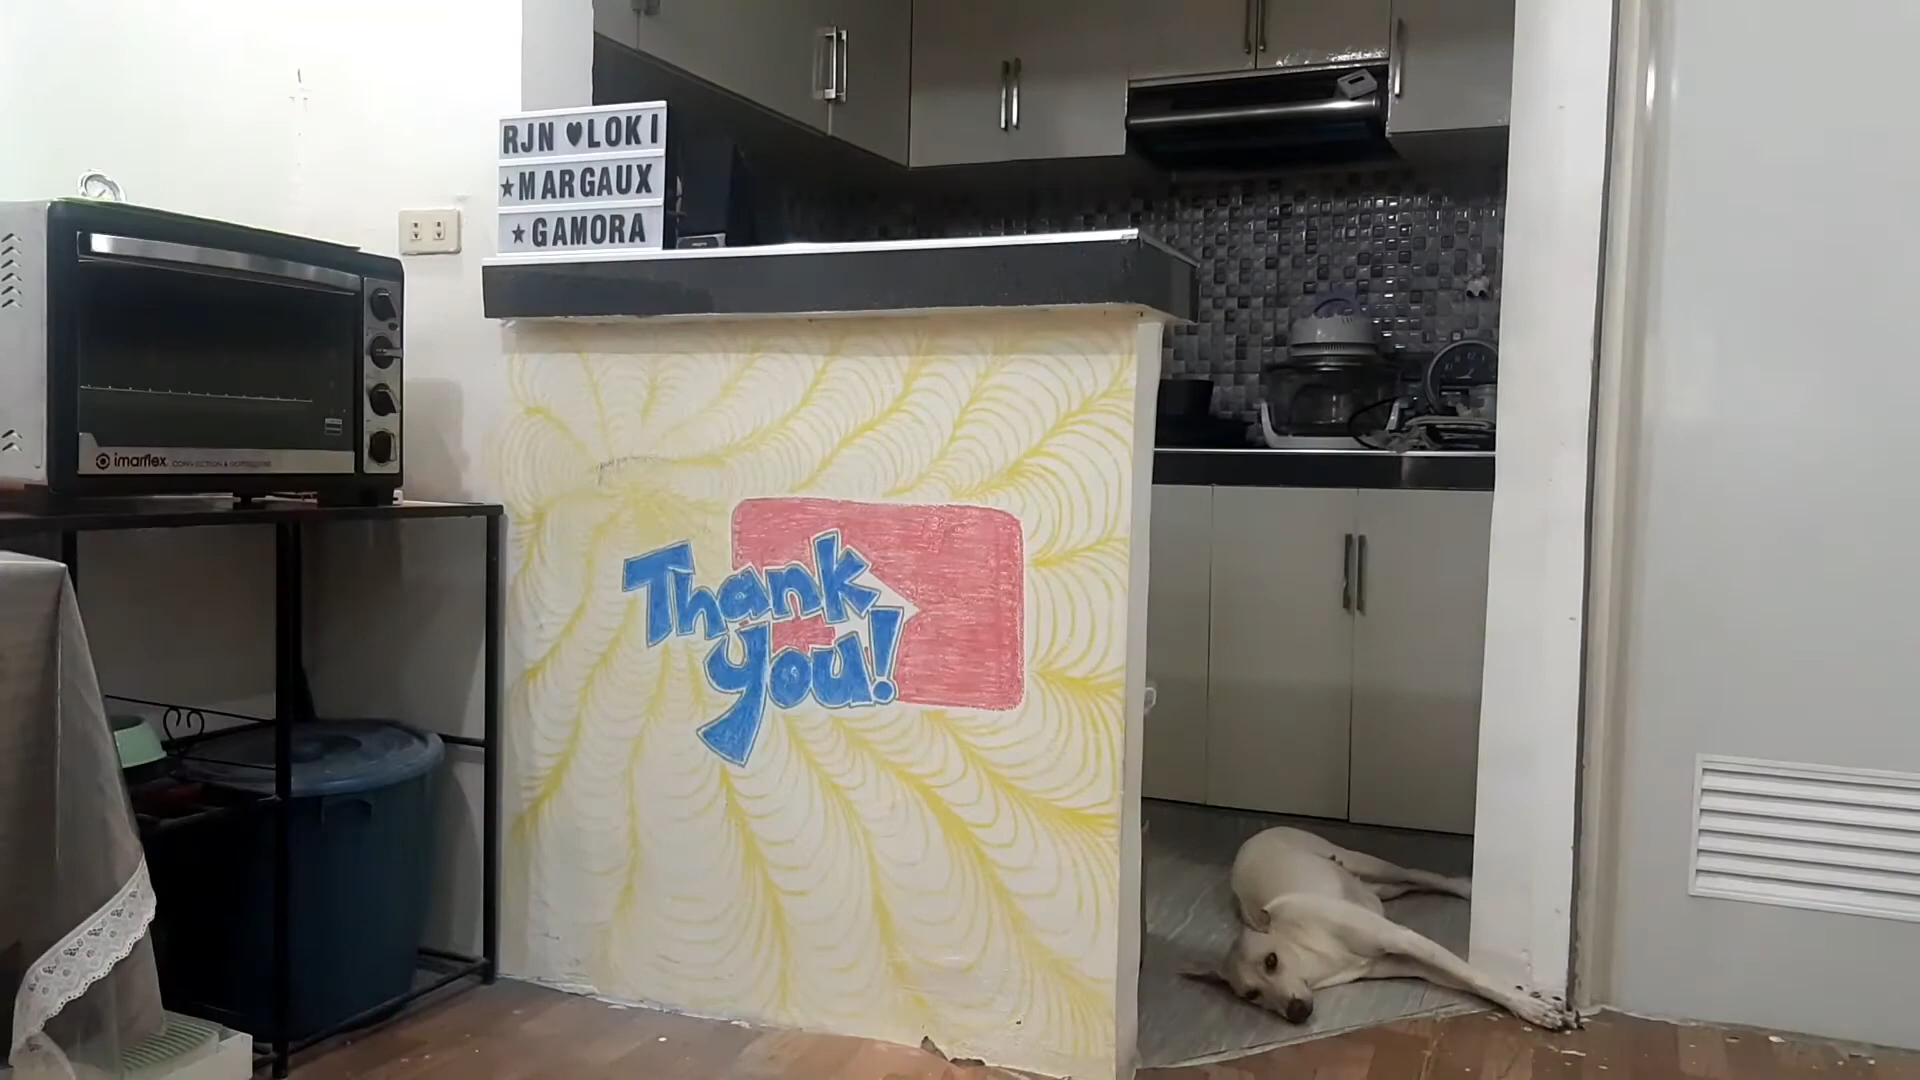 RJN ♥LOKI
★MARGAUX
★GAMORA
imarflex
Thank
you!